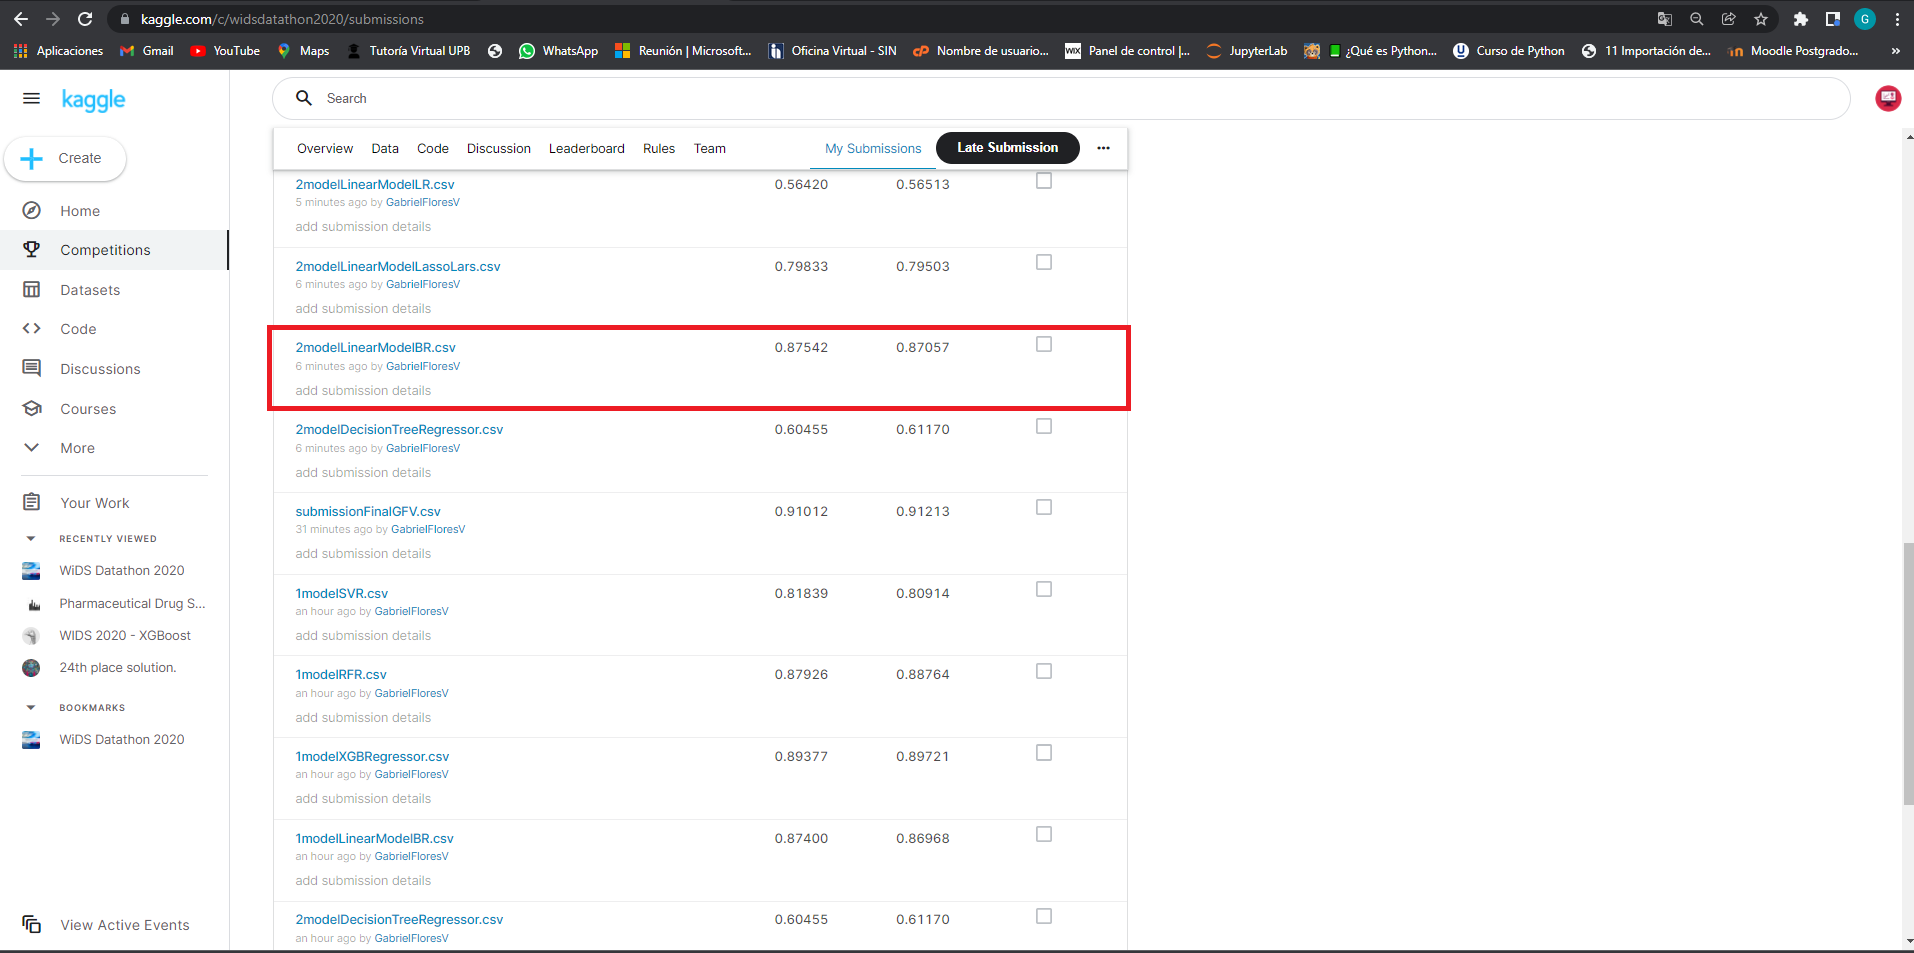 kaggle.com/c/widsdatathon2020/submissions
G
Aplicaciones
Gmail
YouTube
Maps
Tutoría Virtual UPB
WhatsApp
Reunión | Microsoft...
Oficina Virtual - SIN
Nombre de usuario...
WIX
Panel de control |...
JupyterLab
¿Qué es Python...
Curso de Python
11 Importación de...
Moodle Postgrado...
»
kaggle
Search
Create
Home
Competitions
Datasets
Code
Discussions
Courses
More
Your Work
RECENTLY VIEWED
WiDS Datathon 2020
Pharmaceutical Drug S...
WIDS 2020 - XGBoost
24th place solution.
BOOKMARKS
WiDS Datathon 2020
View Active Events
Overview Data Code Discussion Leaderboard Rules Team My Submissions Late Submission ...
2modelLinearModelLR.csv 0.56420 0.56513
5 minutes ago by GabrielFloresV
add submission details
2modelLinearModelLassoLars.csv 0.79833 0.79503
6 minutes ago by GabrielFloresV
add submission details
2modelLinearModelBR.csv 0.87542 0.87057
6 minutes ago by GabrielFloresV
add submission details
2modelDecisionTreeRegressor.csv 0.60455 0.61170
6 minutes ago by GabrielFloresV
add submission details
submissionFinalGFV.csv 0.91012 0.91213
31 minutes ago by GabrielFloresV
add submission details
1modelSVR.csv 0.81839 0.80914
an hour ago by GabrielFloresV
add submission details
1modelRFR.csv 0.87926 0.88764
an hour ago by GabrielFloresV
add submission details
1modelXGBRegressor.csv 0.89377 0.89721
an hour ago by GabrielFloresV
add submission details
1modelLinearModelBR.csv 0.87400 0.86968
an hour ago by GabrielFloresV
add submission details
2modelDecisionTreeRegressor.csv 0.60455 0.61170
an hour ago by GabrielFloresV